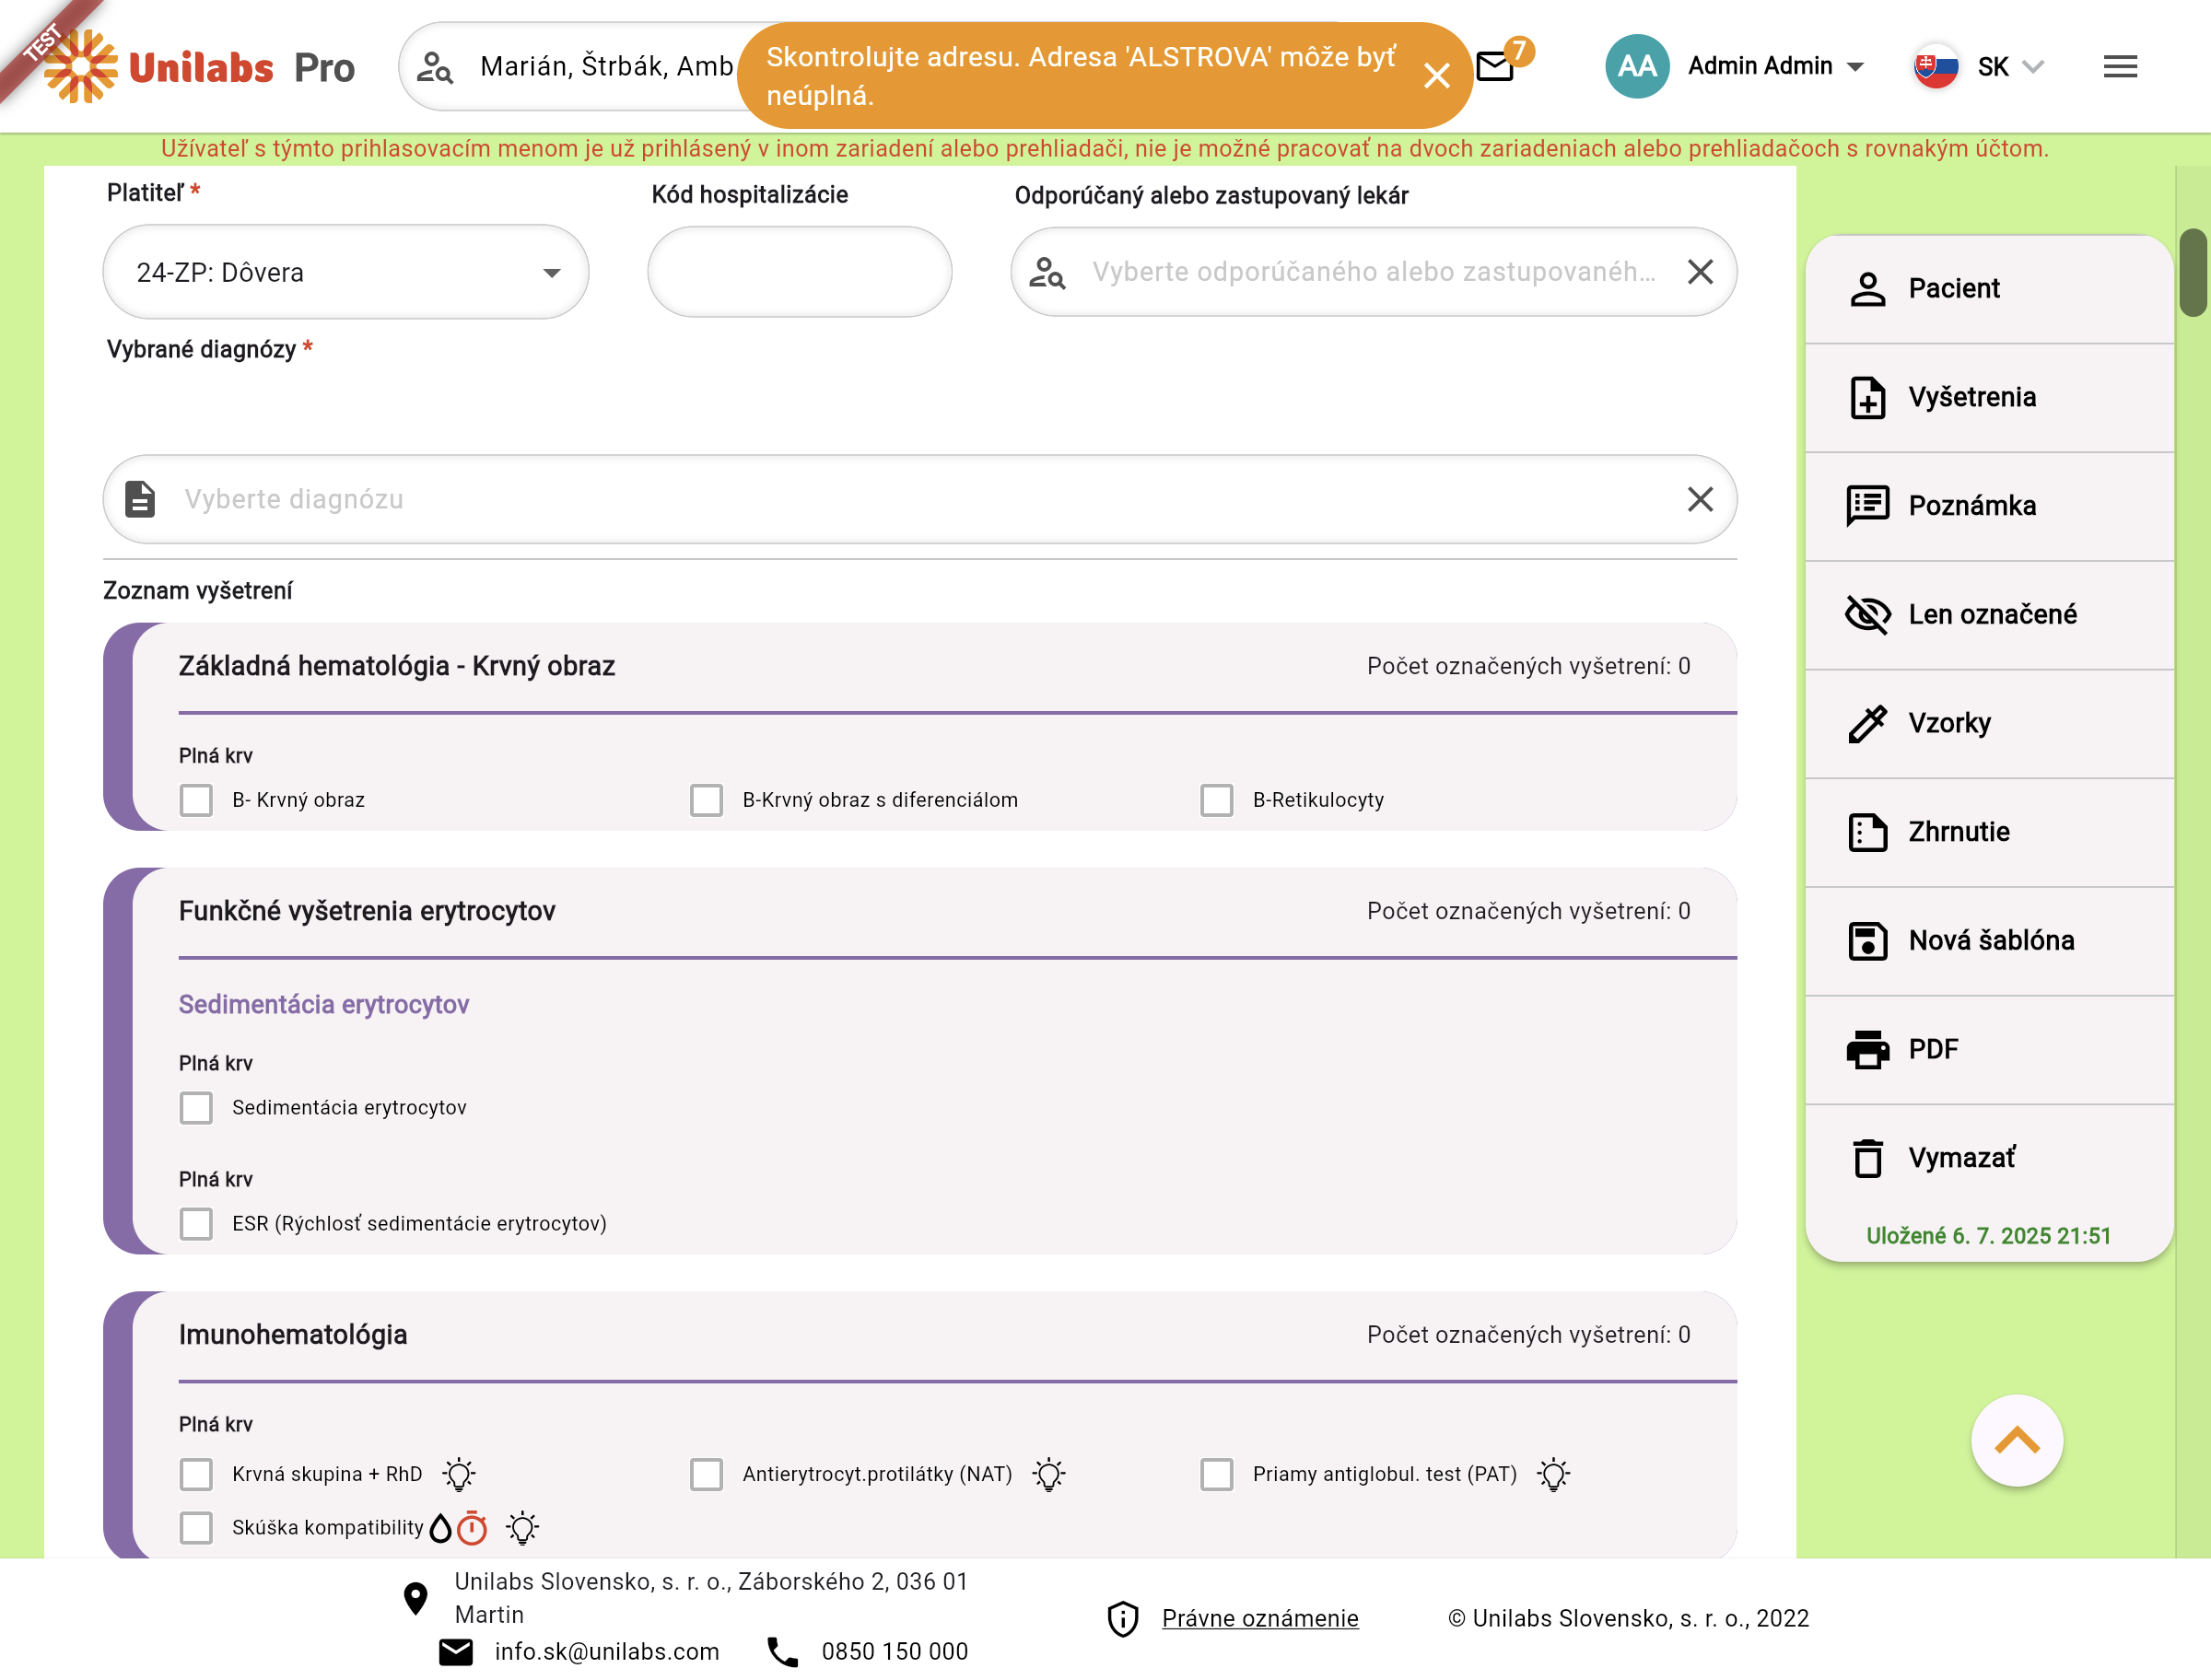 TEST
Unilabs Pro
Marián, Štrbák, Amb
Skontrolujte adresu. Adresa 'ALSTROVA' môže byť
neúplná.
7
AA
Admin Admin
SK
Užívateľ s týmto prihlasovacím menom je už prihlásený v inom zariadení alebo prehliadači, nie je možné pracovať na dvoch zariadeniach alebo prehliadačoch s rovnakým účtom.
Platiteľ *
Kód hospitalizácie
Odporúčaný alebo zastupovaný lekár
24-ZP: Dôvera
Vyberte odporúčaného alebo zastupovanéh...
Vybrané diagnózy *
Vyberte diagnózu
Zoznam vyšetrení
Základná hematológia - Krvný obraz
Počet označených vyšetrení: 0
Plná krv
B- Krvný obraz
B-Krvný obraz s diferenciálom
B-Retikulocyty
Funkčné vyšetrenia erytrocytov
Počet označených vyšetrení: 0
Sedimentácia erytrocytov
Plná krv
Sedimentácia erytrocytov
Plná krv
ESR (Rýchlosť sedimentácie erytrocytov)
Imunohematológia
Počet označených vyšetrení: 0
Plná krv
Krvná skupina + RhD
Antierytrocyt.protilátky (NAT)
Priamy antiglobul. test (PAT)
Skúška kompatibility
Pacient
Vyšetrenia
Poznámka
Len označené
Vzorky
Zhrnutie
Nová šablóna
PDF
Vymazať
Uložené 6. 7. 2025 21:51
Unilabs Slovensko, s. r. o., Záborského 2, 036 01
Martin
info.sk@unilabs.com
0850 150 000
Právne oznámenie
© Unilabs Slovensko, s. r. o., 2022